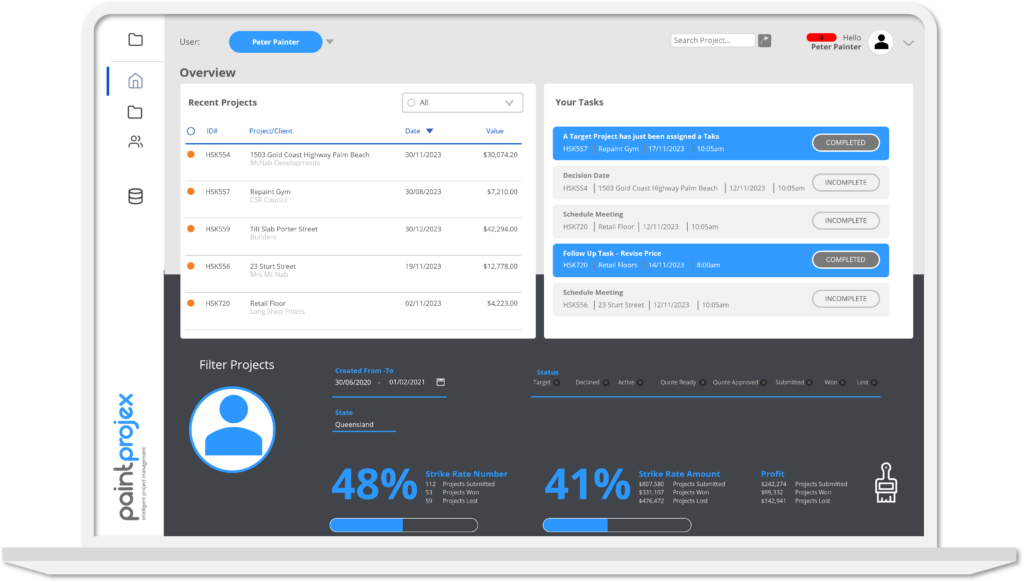 User:
Peter Painter
Search Project...
4
Hello
Peter Painter
Overview
Recent Projects
All
ID#
Project/Client
Date
Value
HSK554
1503 Gold Coast Highway Palm Beach
McNab Developments
30/11/2023
$30,074.20
HSK557
Repaint Gym
CSR Council
30/08/2023
$7,210.00
HSK559
Tilt Slab Porter Street
Builders
30/12/2023
$42,294.00
HSK556
23 Sturt Street
Mrs Mc Nab
19/11/2023
$12,778.00
HSK720
Retail Floor
Lang Shop Fitters
02/11/2023
$4,223.00
Your Tasks
A Target Project has just been assigned a Taks
HSK557 Repaint Gym 17/11/2023 10:05am
COMPLETED
Decision Date
HSK554 1503 Gold Coast Highway Palm Beach 12/11/2023 10:05am
INCOMPLETE
Schedule Meeting
HSK720 Retail Floor 12/11/2023 10:05am
INCOMPLETE
Follow Up Task - Revise Price
HSK720 Retail Floors 14/11/2023 8:00am
COMPLETED
Schedule Meeting
HSK556 23 Sturt Street 12/11/2023 10:05am
INCOMPLETE
Filter Projects
Created From -To
30/06/2020 - 01/02/2021
State
Queensland
Status
Target Declined Active Quote Ready Quote Approved Submitted Won Lost
48%
Strike Rate Number
112 Projects Submitted
53 Projects Won
59 Projects Lost
41%
Strike Rate Amount
$807,580 Projects Submitted
$331,107 Projects Won
$476,472 Projects Lost
Profit
$242,274 Projects Submitted
$99,332 Projects Won
$142,941 Projects Lost
paintprojex
intelligent project management